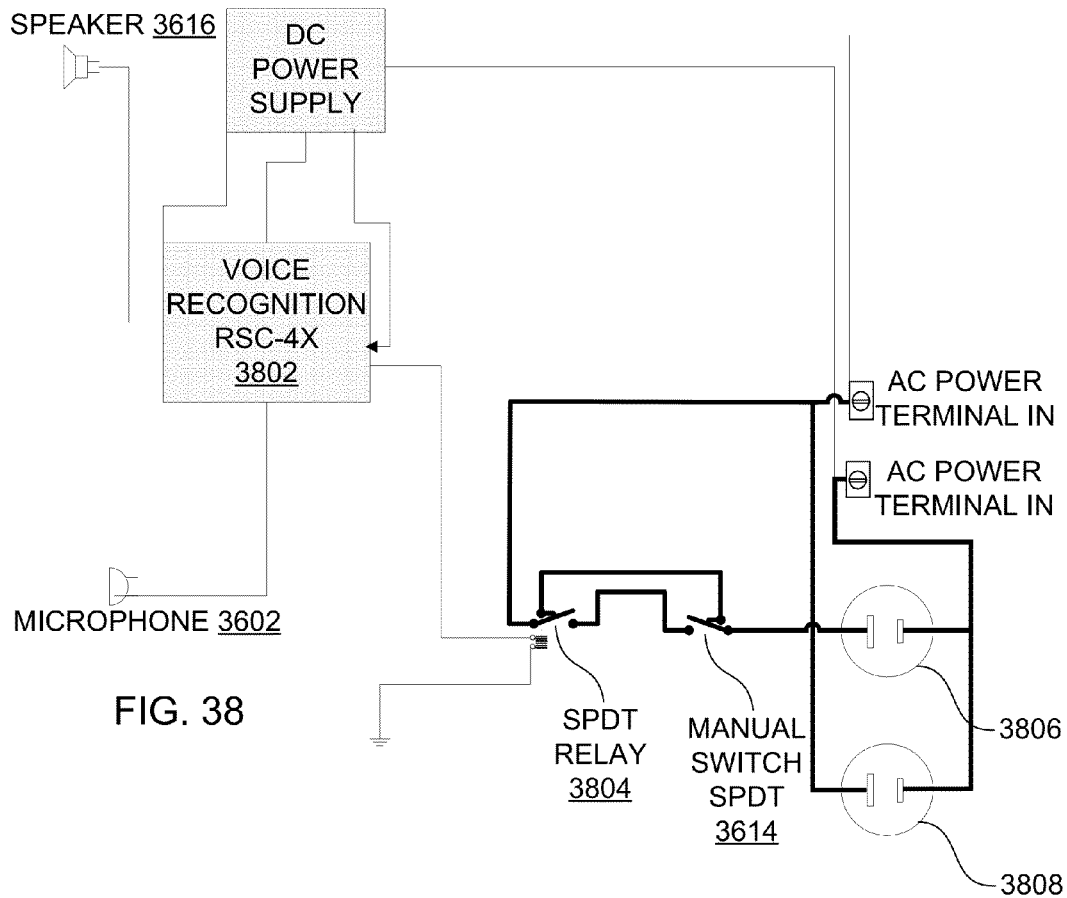 SPEAKER 3616
DC
POWER
SUPPLY
VOICE
RECOGNITION
RSC-4X
3802
AC POWER
TERMINAL IN
AC POWER
TERMINAL IN
MICROPHONE 3602
FIG. 38
SPDT
RELAY
3804
MANUAL
SWITCH
SPDT
3614
3806
3808